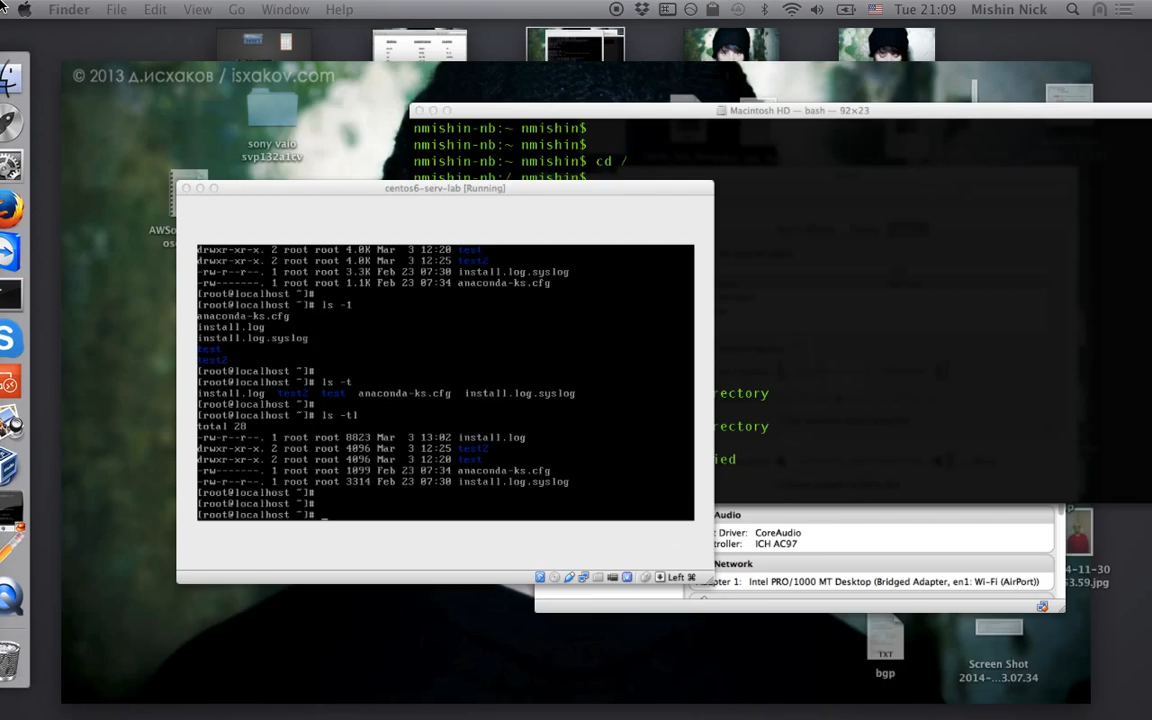 Finder File Edit View Go Window Help Tue 21:09 Mishin Nick
© 2013 д.исхаков / isxakov.com
sony vaio
svp132a1cv
Macintosh HD — bash — 92×23
nmishin-nb:~ nmishin$
nmishin-nb:~ nmishin$
nmishin-nb:~ nmishin$ cd /
nmishin-nb:/ nmishin$
centos6-serv-lab [Running]
drwxr-xr-x. 2 root root 4.0K Mar 3 12:20 test
drwxr-xr-x. 2 root root 4.0K Mar 3 12:25 test2
-rw-r--r--. 1 root root 3.3K Feb 23 07:30 install.log.syslog
-rw-------. 1 root root 1.1K Feb 23 07:34 anaconda-ks.cfg
[root@localhost ~]#
[root@localhost ~]# ls -1
anaconda-ks.cfg
install.log
install.log.syslog
test
test2
[root@localhost ~]#
[root@localhost ~]# ls -t
install.log test2 test anaconda-ks.cfg install.log.syslog
[root@localhost ~]#
[root@localhost ~]# ls -tl
total 28
-rw-r--r--. 1 root root 8823 Mar 3 13:02 install.log
drwxr-xr-x. 2 root root 4096 Mar 3 12:25 test2
drwxr-xr-x. 2 root root 4096 Mar 3 12:20 test
-rw-------. 1 root root 1099 Feb 23 07:34 anaconda-ks.cfg
-rw-r--r--. 1 root root 3314 Feb 23 07:30 install.log.syslog
[root@localhost ~]#
[root@localhost ~]#
[root@localhost ~]# _
Left ⌘
rectory
rectory
ied
Audio
t Driver: CoreAudio
troller: ICH AC97
Network
Adapter 1: Intel PRO/1000 MT Desktop (Bridged Adapter, en1: Wi-Fi (AirPort))
AWSo
os
4-11-30
53.59.jpg
TXT
bgp
Screen Shot
2014-...3.07.34